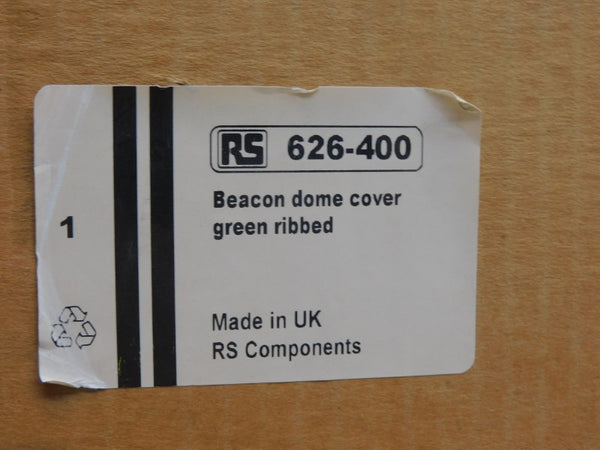 RS 626-400
Beacon dome cover
green ribbed
1
Made in UK
RS Components